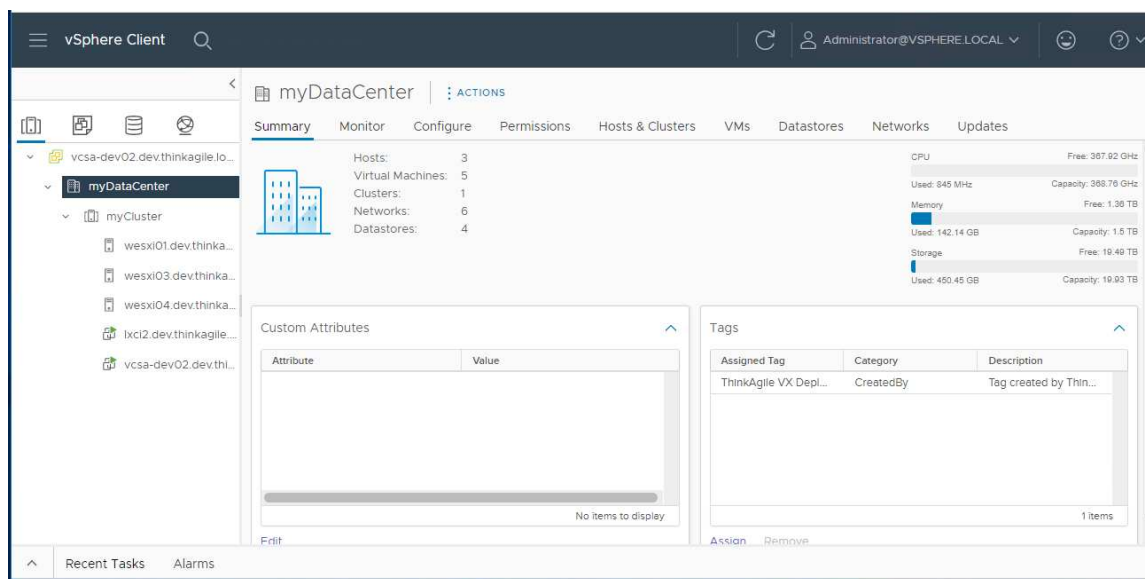 vSphere Client
Administrator@VSPHERE.LOCAL
myDataCenter
ACTIONS
Summary Monitor Configure Permissions Hosts & Clusters VMs Datastores Networks Updates
vcsa-dev02.dev.thinkagile.lo...
myDataCenter
myCluster
wesxi01.dev.thinka...
wesxi03.dev.thinka...
wesxi04.dev.thinka...
lxci2.dev.thinkagile....
vcsa-dev02.dev.thi...
Hosts: 3
Virtual Machines: 5
Clusters: 1
Networks: 6
Datastores: 4
CPU Free: 367.92 GHz
Used: 845 MHz Capacity: 368.76 GHz
Memory Free: 1.36 TB
Used: 142.14 GB Capacity: 1.5 TB
Storage Free: 19.49 TB
Used: 450.45 GB Capacity: 19.93 TB
Custom Attributes
Attribute Value
No items to display
Edit
Tags
Assigned Tag Category Description
ThinkAgile VX Depl... CreatedBy Tag created by Thin...
1 items
Assign Remove
Recent Tasks Alarms